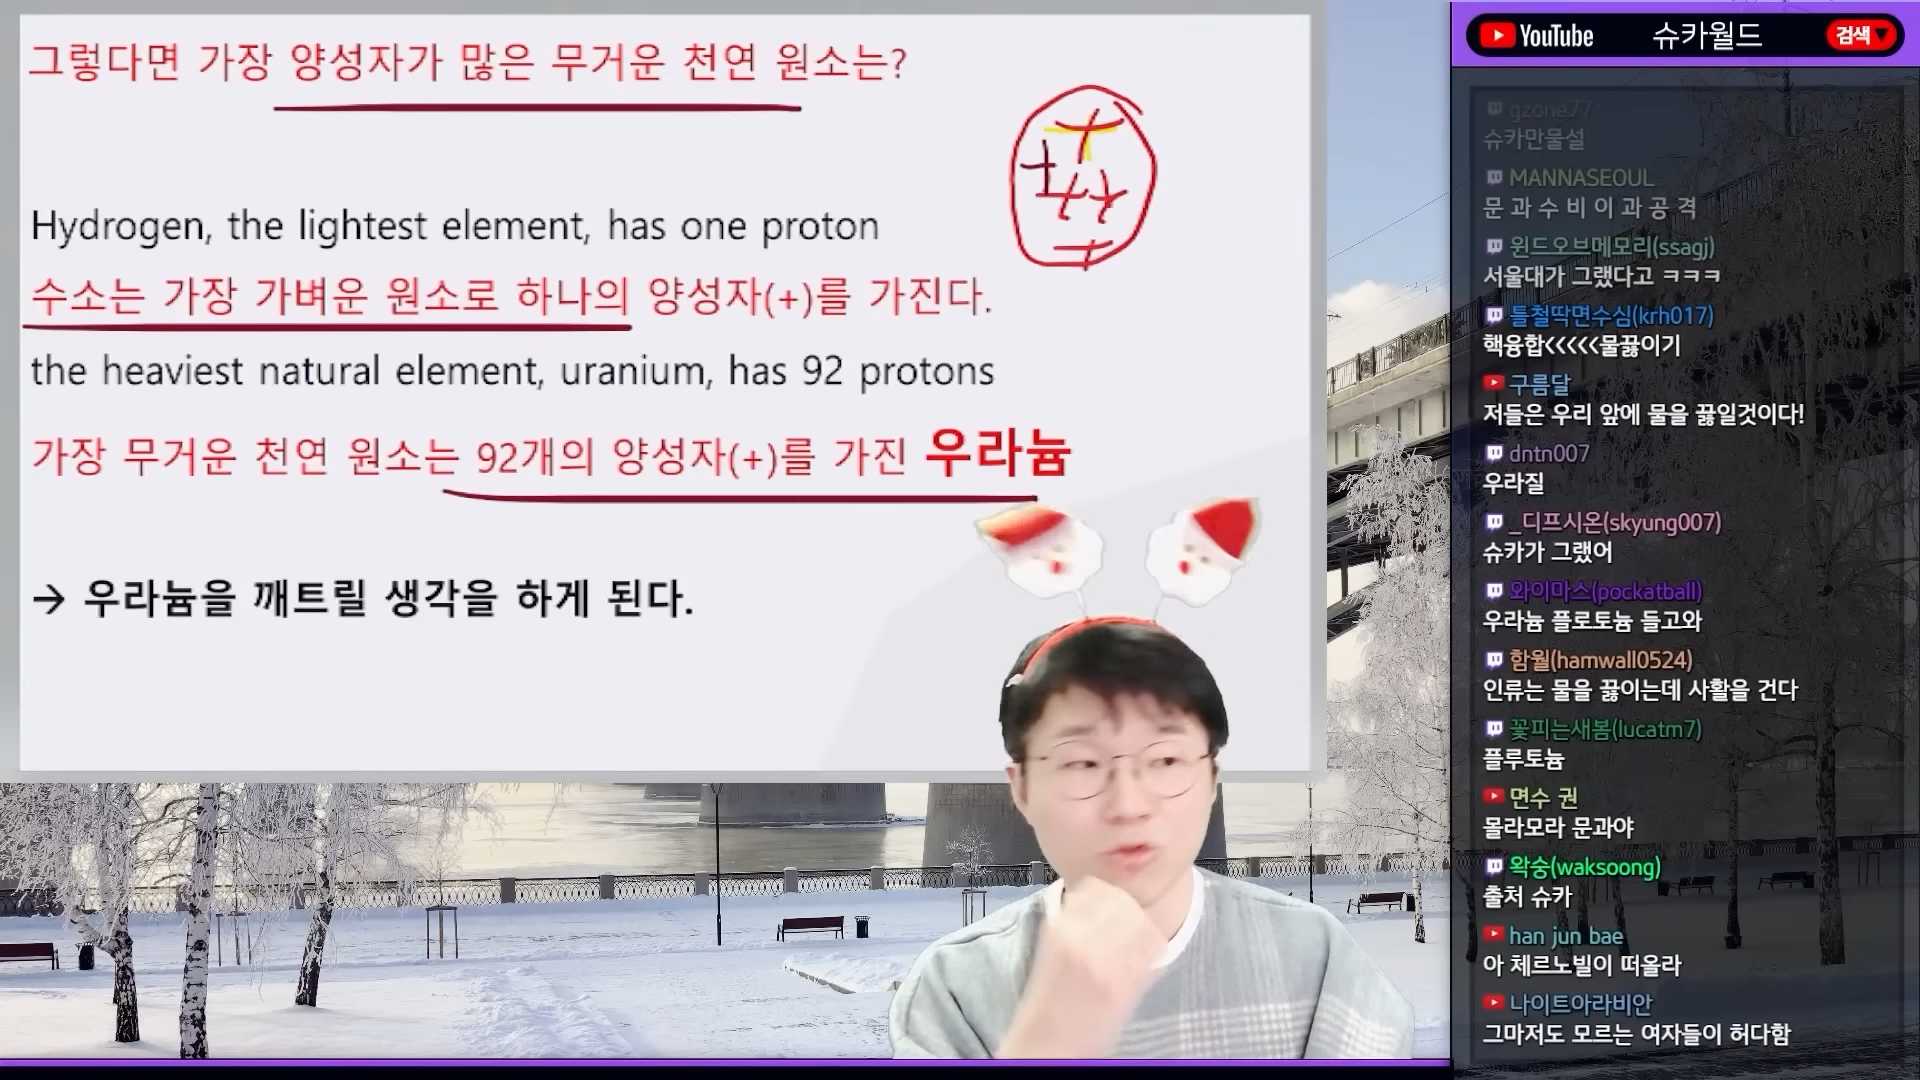 그렇다면 가장 양성자가 많은 무거운 천연 원소는?
Hydrogen, the lightest element, has one proton
수소는 가장 가벼운 원소로 하나의 양성자(+)를 가진다.
the heaviest natural element, uranium, has 92 protons
가장 무거운 천연 원소는 92개의 양성자(+)를 가진 우라늄
→ 우라늄을 깨트릴 생각을 하게 된다.
YouTube 슈카월드 검색
gzone77
슈카만물설
MANNASEOUL
문 과 수 비 이 과 공 격
윈드오브메모리(ssagj)
서울대가 그랬다고 ㅋㅋㅋ
틀철딱면수심(krh017)
핵융합<<<<<물끓이기
구름달
저들은 우리 앞에 물을 끓일것이다!
dntn007
우라질
_디프시온(skyung007)
슈카가 그랬어
와이마스(pockatball)
우라늄 플로토늄 들고와
함월(hamwall0524)
인류는 물을 끓이는데 사활을 건다
꽃피는새봄(lucatm7)
플루토늄
면수 권
몰라모라 문과야
왁숭(waksoong)
출처 슈카
han jun bae
아 체르노빌이 떠올라
나이트아라비안
그마저도 모르는 여자들이 허다함